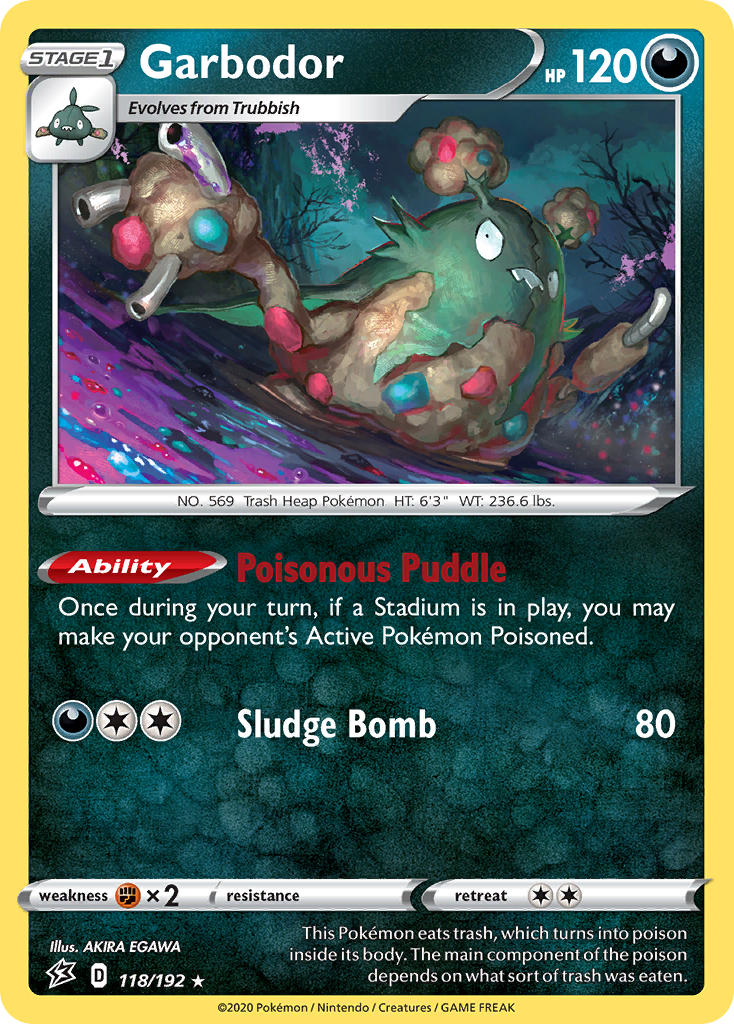 STAGE1
Garbodor
HP 120
Evolves from Trubbish
NO. 569 Trash Heap Pokémon HT: 6'3" WT: 236.6 lbs.
Ability Poisonous Puddle
Once during your turn, if a Stadium is in play, you may
make your opponent's Active Pokémon Poisoned.
Sludge Bomb 80
weakness ×2 resistance retreat
Illus. AKIRA EGAWA
D 118/192 ★
This Pokémon eats trash, which turns into poison
inside its body. The main component of the poison
depends on what sort of trash was eaten.
©2020 Pokémon / Nintendo / Creatures / GAME FREAK